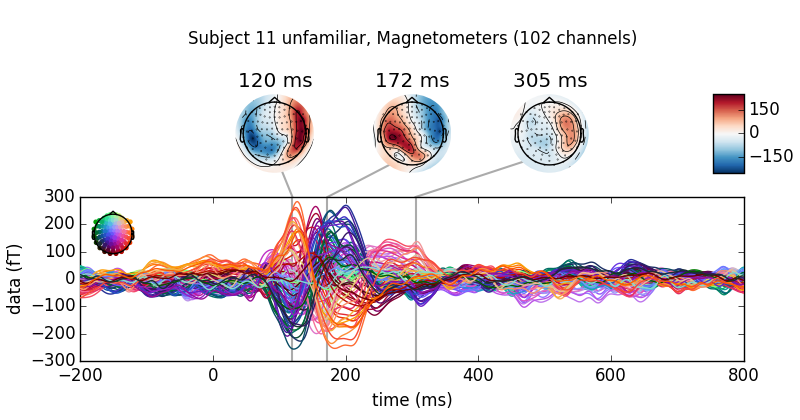 Subject 11 unfamiliar, Magnetometers (102 channels)
120 ms 172 ms 305 ms
150
0
−150
300
200
100
0
−100
−200
−300
data (fT)
−200 0 200 400 600 800
time (ms)